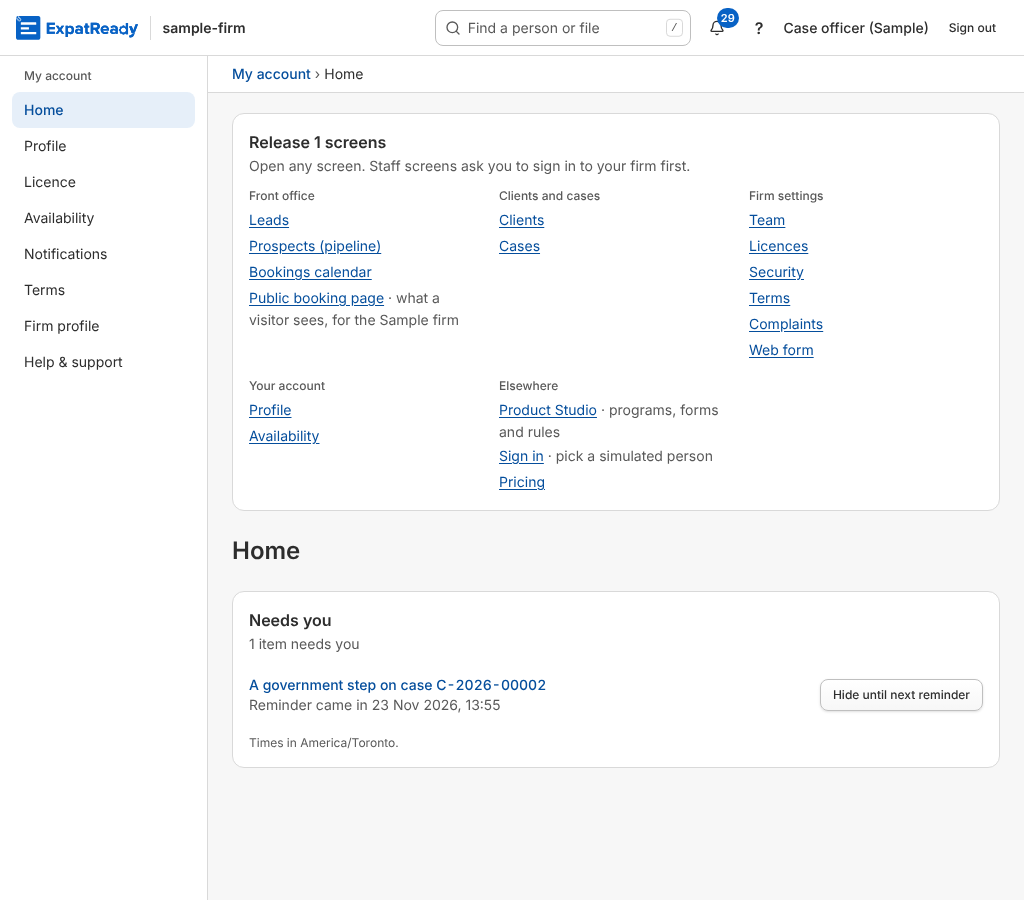 ExpatReady
sample-firm
Find a person or file
/
29
?
Case officer (Sample)
Sign out
My account
Home
Profile
Licence
Availability
Notifications
Terms
Firm profile
Help & support
My account › Home
Release 1 screens
Open any screen. Staff screens ask you to sign in to your firm first.
Front office
Leads
Prospects (pipeline)
Bookings calendar
Public booking page · what a
visitor sees, for the Sample firm
Clients and cases
Clients
Cases
Firm settings
Team
Licences
Security
Terms
Complaints
Web form
Your account
Profile
Availability
Elsewhere
Product Studio · programs, forms
and rules
Sign in · pick a simulated person
Pricing
Home
Needs you
1 item needs you
A government step on case C-2026-00002
Reminder came in 23 Nov 2026, 13:55
Hide until next reminder
Times in America/Toronto.